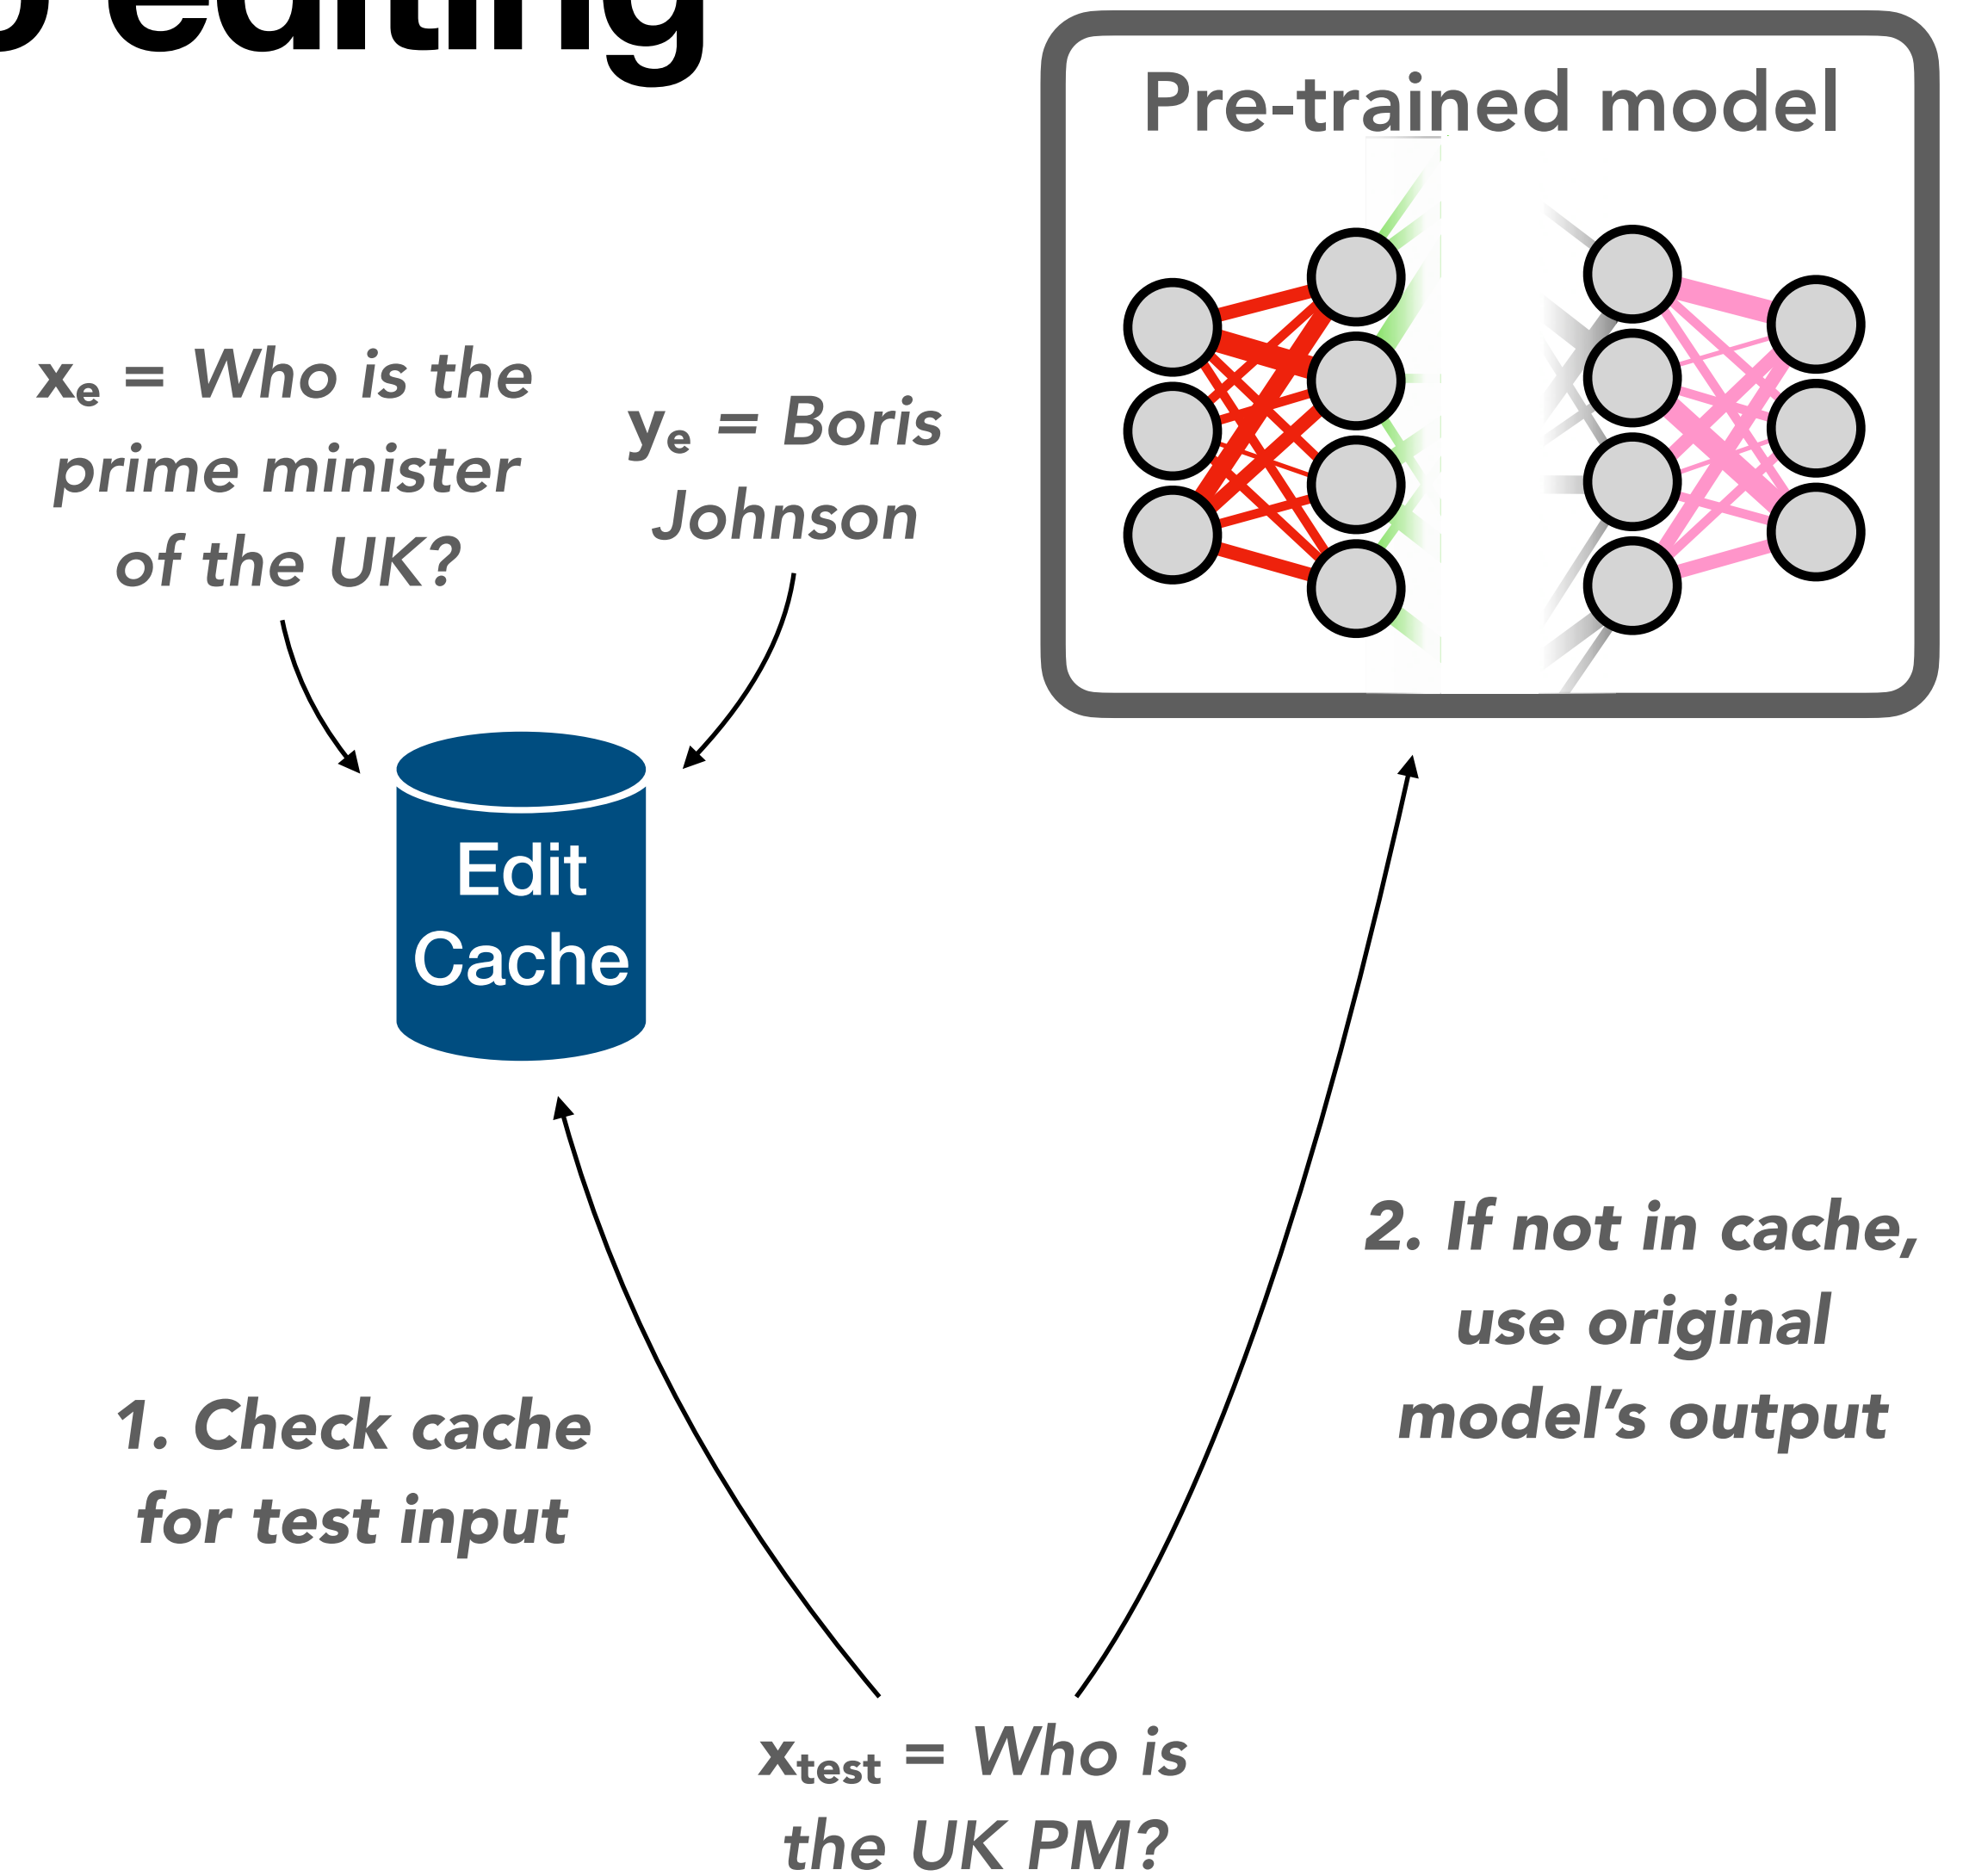 editing
Pre-trained model
xₑ = Who is the
prime minister
of the UK?
yₑ = Boris
Johnson
Edit
Cache
2. If not in cache,
use original
model’s output
1. Check cache
for test input
xₜₑₛₜ = Who is
the UK PM?